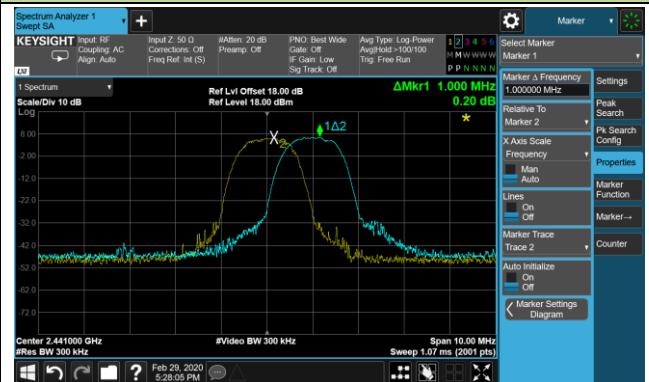 Spectrum Analyzer 1
Swept SA
Marker
KEYSIGHT
Input: RF
Coupling: AC
Align: Auto
Input Z: 50 Ω
Corrections: Off
Freq Ref: Int (S)
#Atten: 20 dB
Preamp: Off
PNO: Best Wide
Gate: Off
IF Gain: Low
Sig Track: Off
Avg Type: Log-Power
Avg|Hold:>100/100
Trig: Free Run
1 2 3 4 5 6
M M W W W W
P P N N N N
LXI
Select Marker
Marker 1
1 Spectrum
Scale/Div 10 dB
Log
Ref Lvl Offset 18.00 dB
Ref Level 18.00 dBm
ΔMkr1 1.000 MHz
0.20 dB
8.00
-2.00
-12.0
-22.0
-32.0
-42.0
-52.0
-62.0
-72.0
X2
1Δ2
Center 2.441000 GHz
#Res BW 300 kHz
#Video BW 300 kHz
Span 10.00 MHz
Sweep 1.07 ms (2001 pts)
Marker Δ Frequency
1.000000 MHz
Relative To
Marker 2
X Axis Scale
Frequency
Man
Auto
Lines
On
Off
Marker Trace
Trace 2
Auto Initialize
On
Off
Marker Settings
Diagram
Settings
Peak
Search
Pk Search
Config
Properties
Marker
Function
Marker→
Counter
Feb 29, 2020
5:28:05 PM